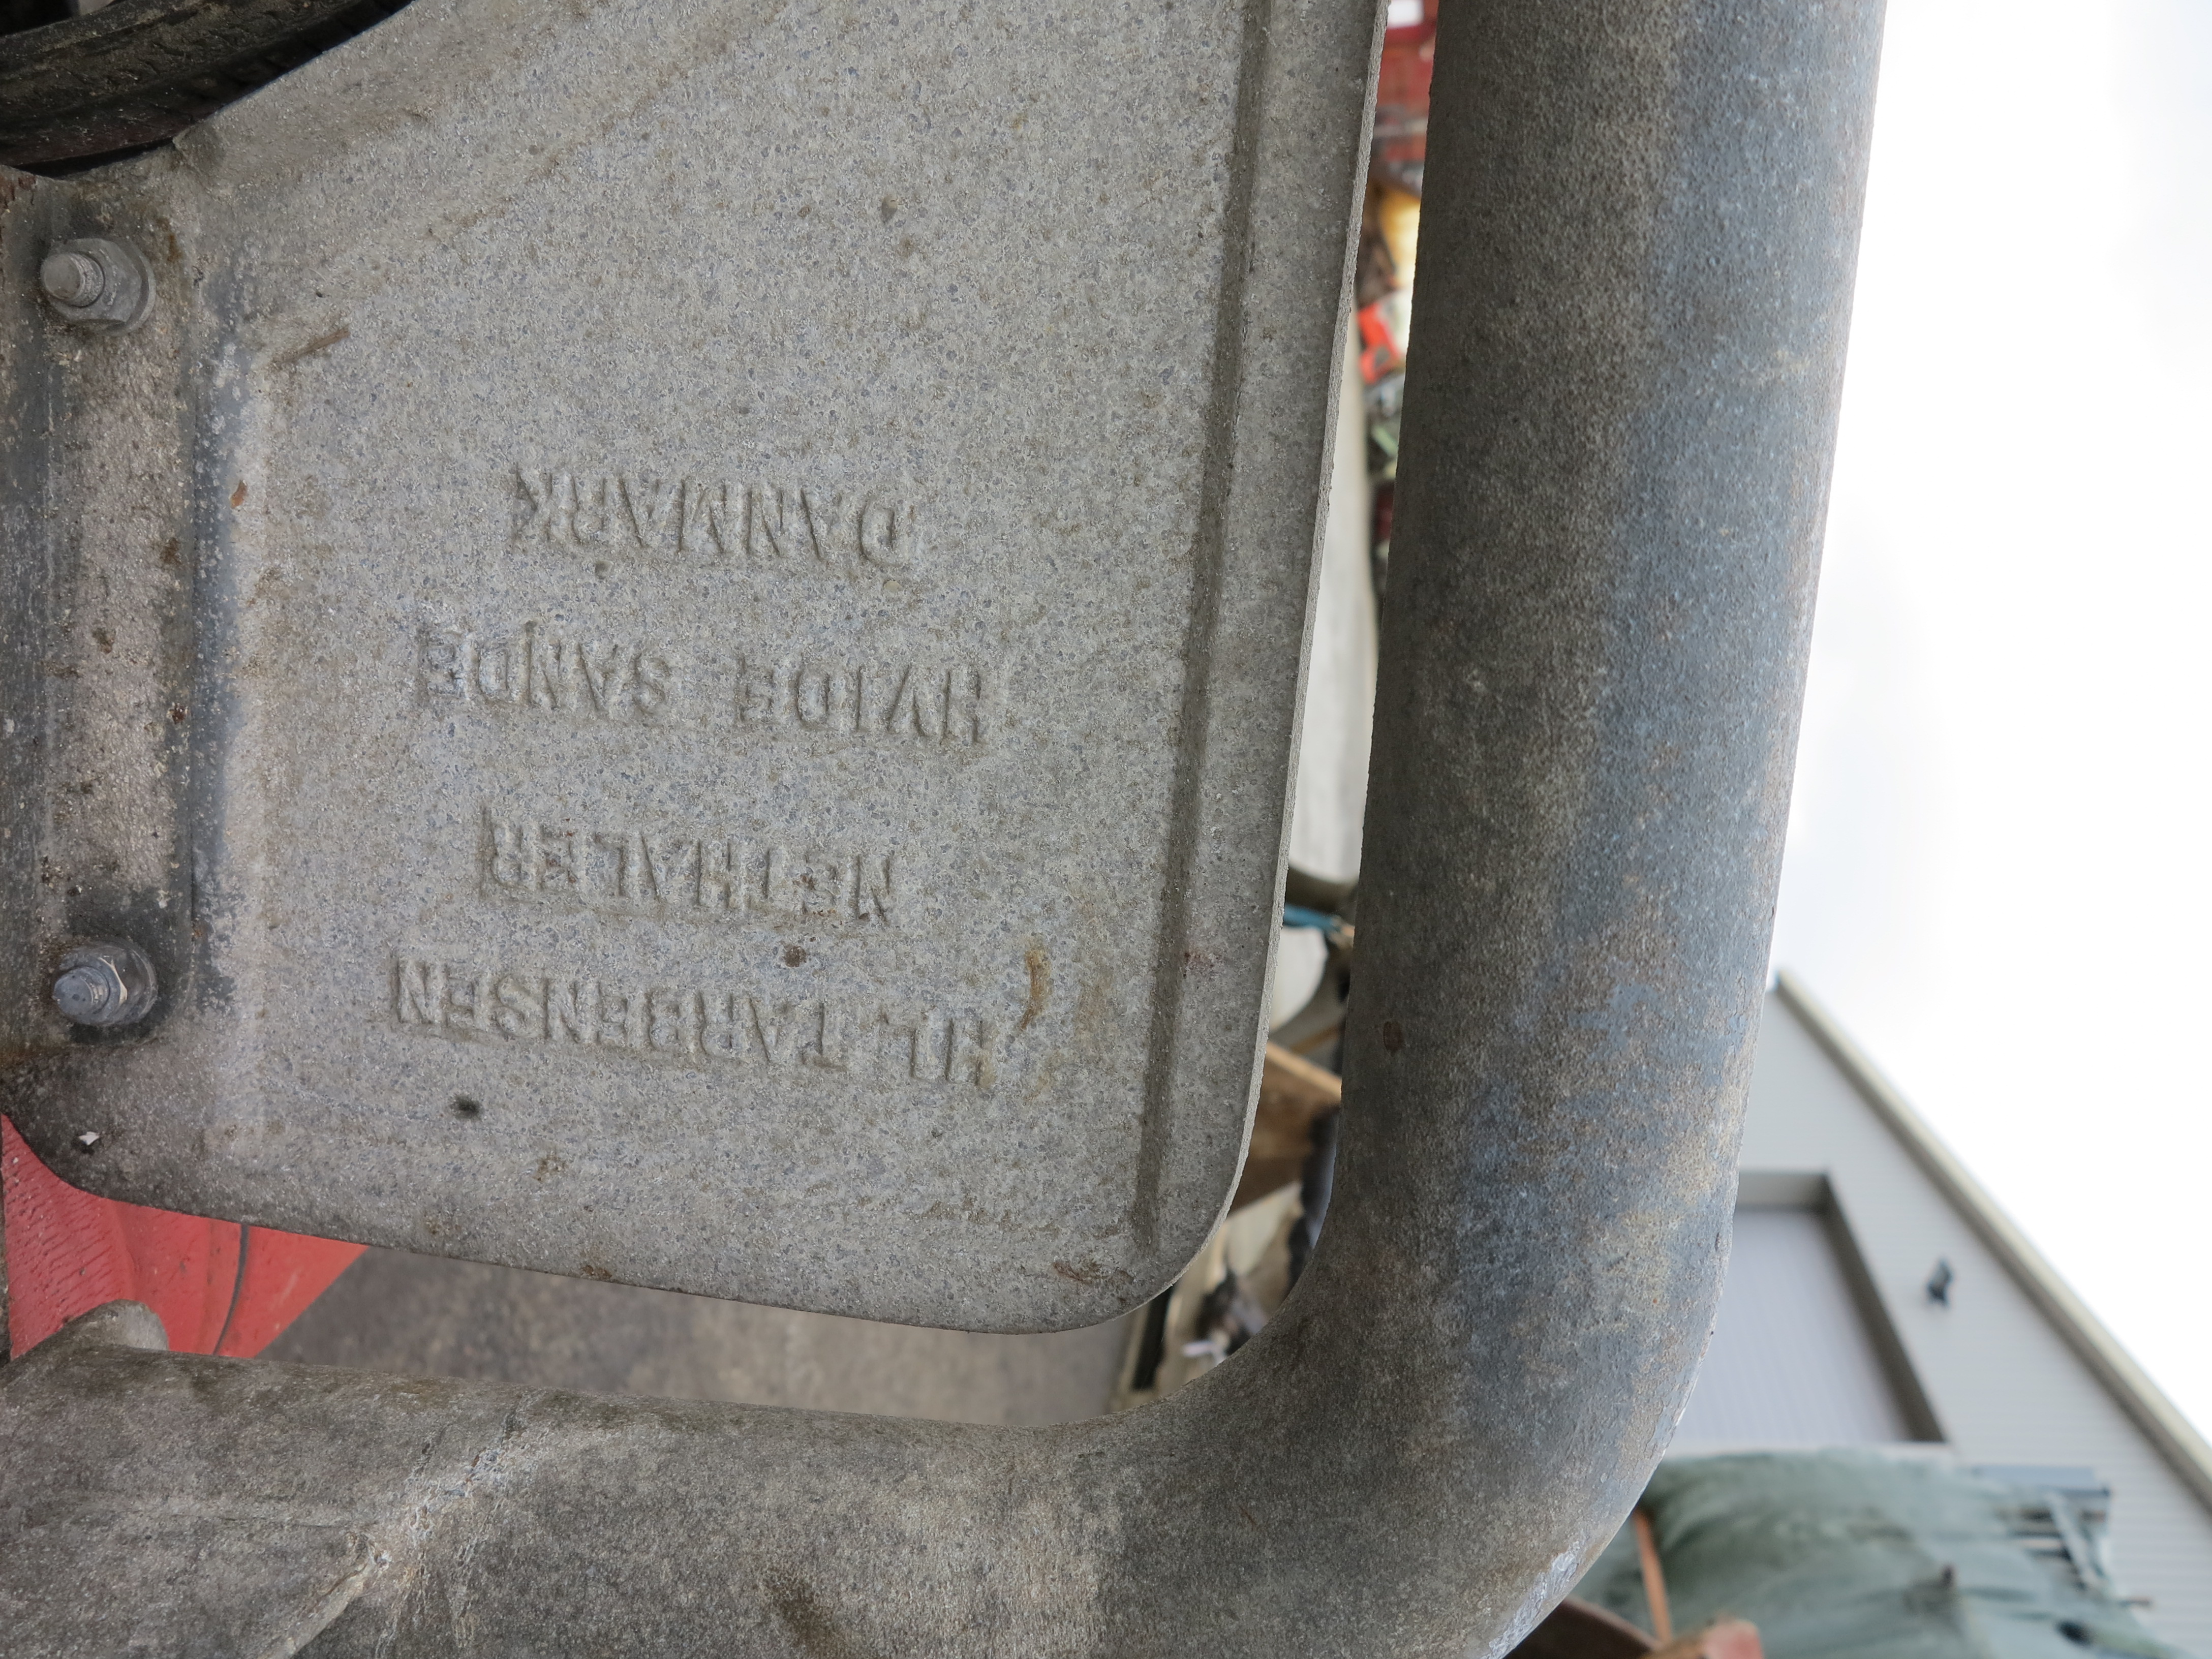 HL. TARBENSEN
NETHALER
HVIDE SANDE
DANMARK